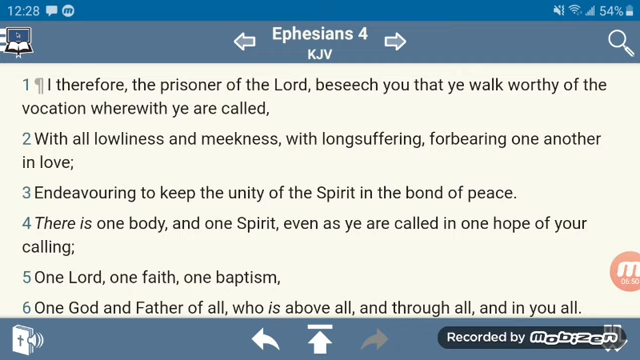 12:28
54%
Ephesians 4
KJV
1 ¶ I therefore, the prisoner of the Lord, beseech you that ye walk worthy of the
vocation wherewith ye are called,
2 With all lowliness and meekness, with longsuffering, forbearing one another
in love;
3 Endeavouring to keep the unity of the Spirit in the bond of peace.
4 There is one body, and one Spirit, even as ye are called in one hope of your
calling;
5 One Lord, one faith, one baptism,
6 One God and Father of all, who is above all, and through all, and in you all.
m
06:50
Recorded by mobizen